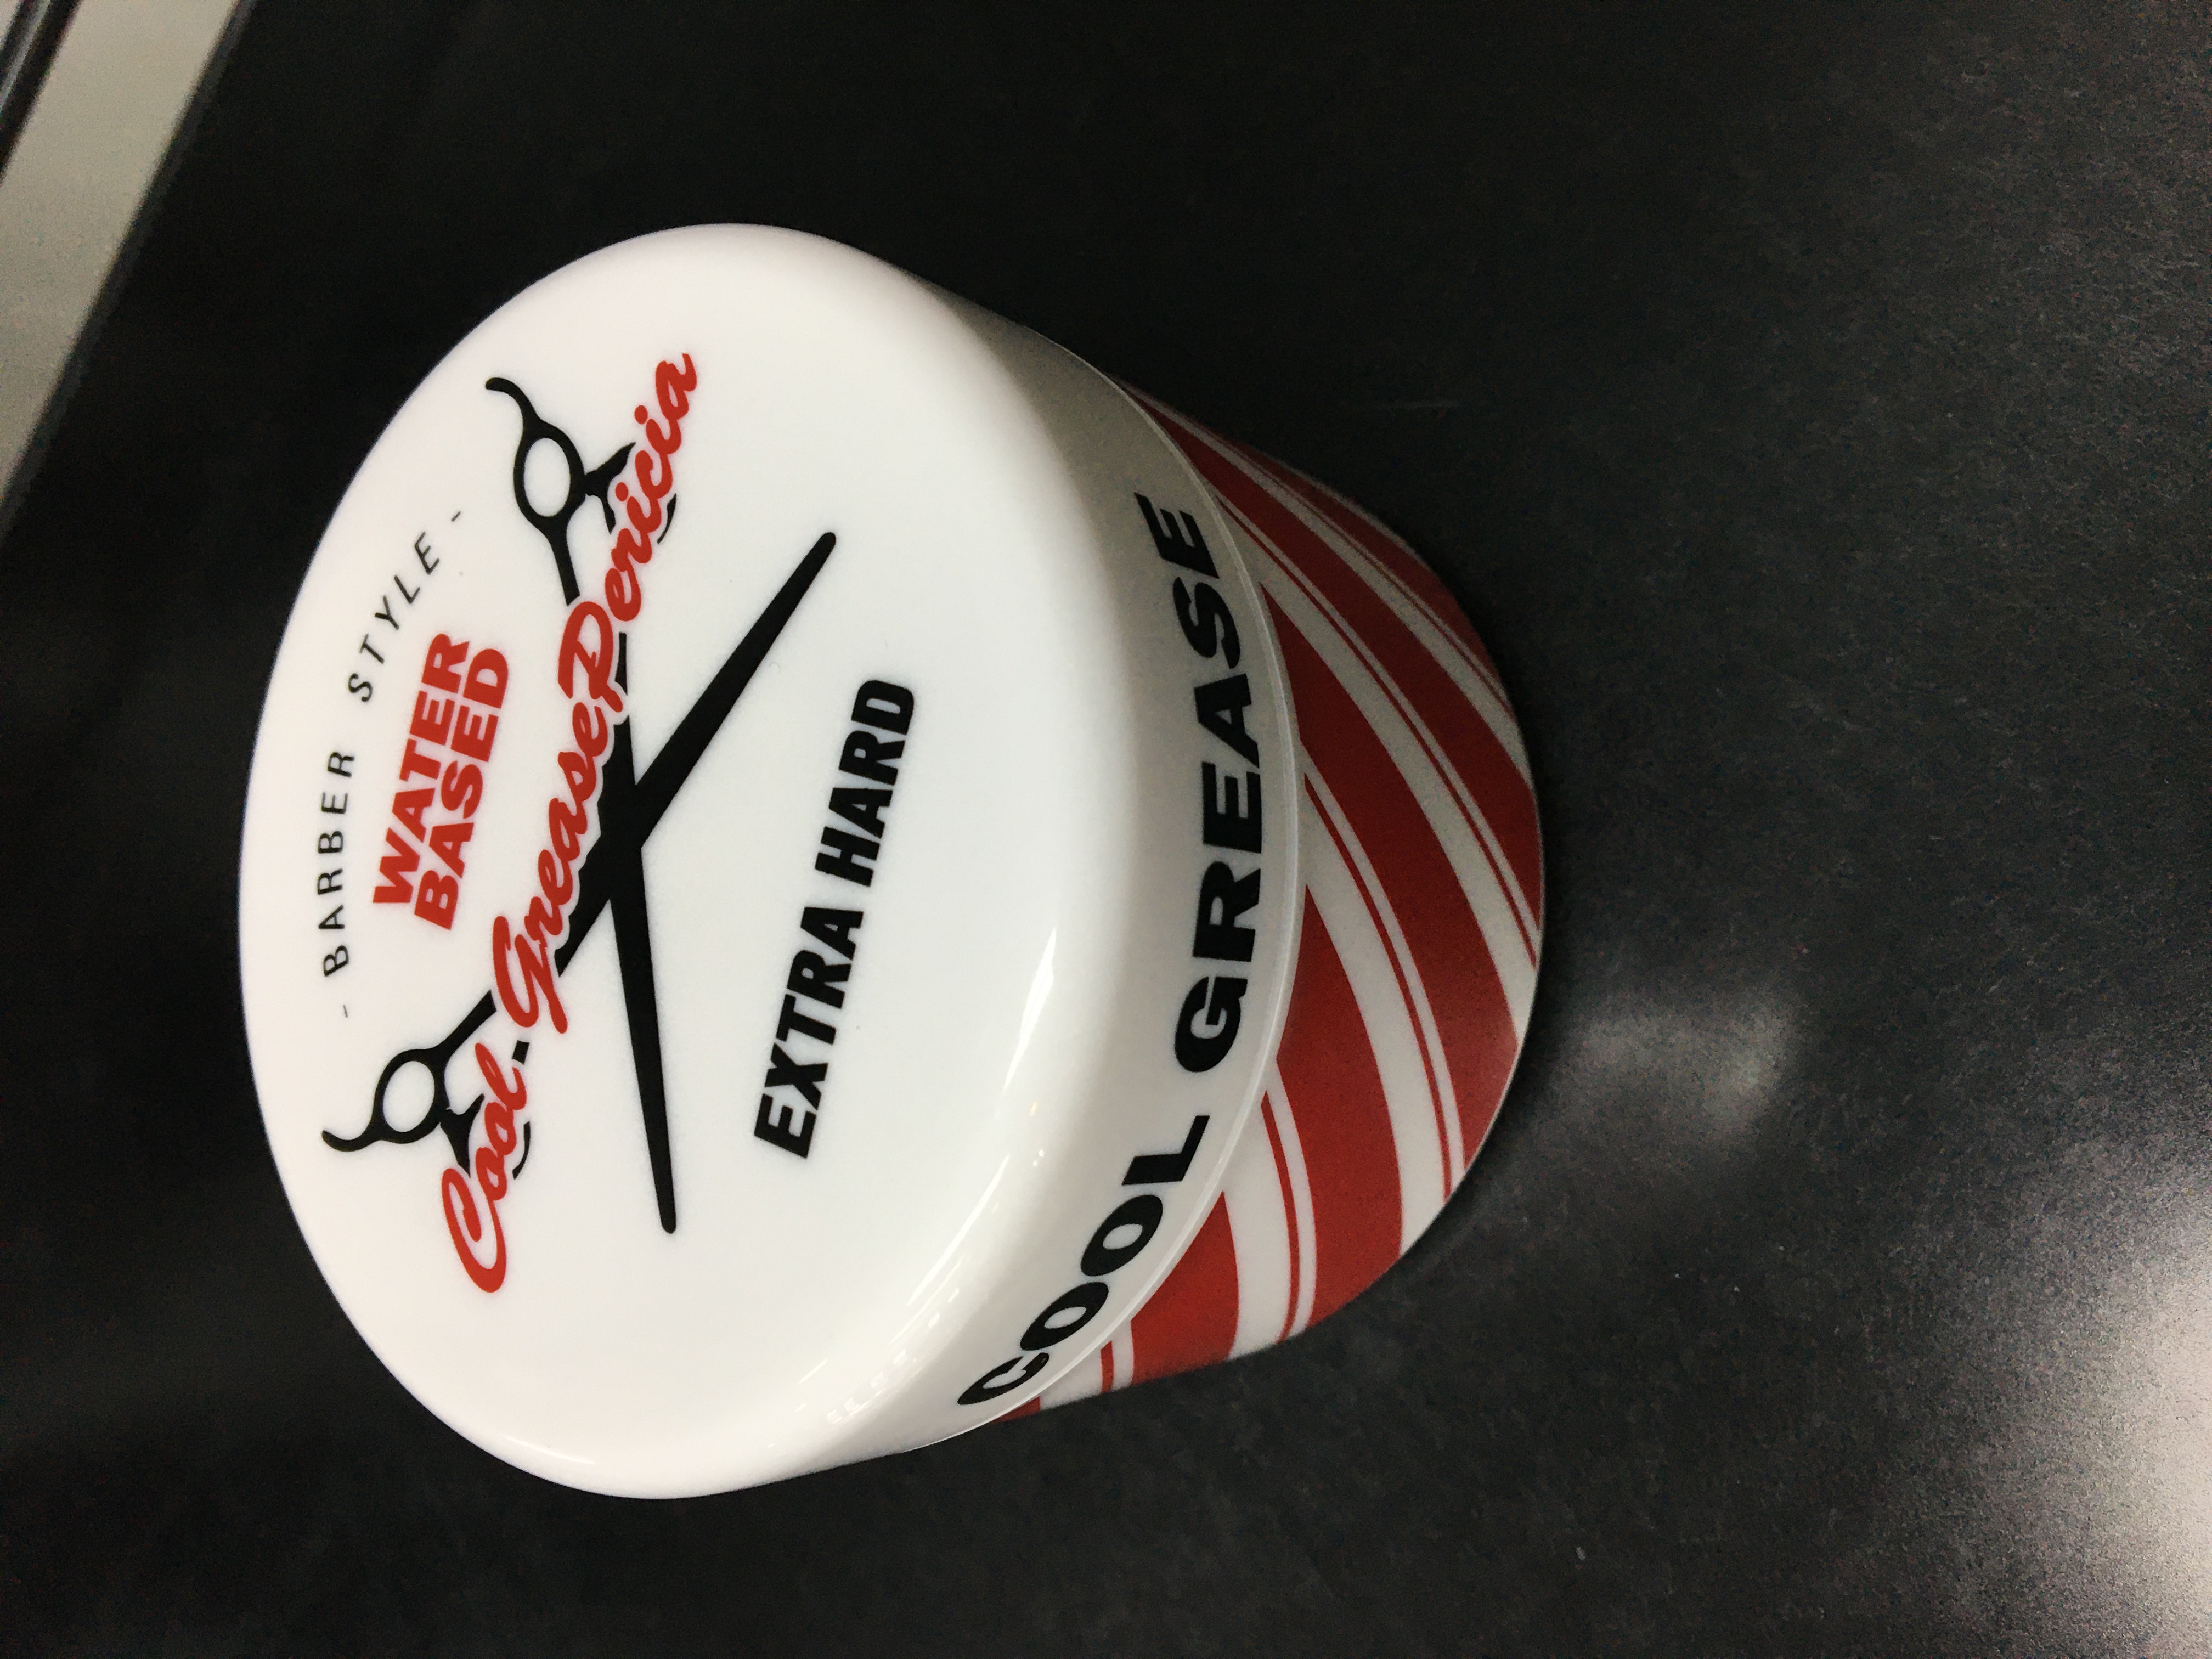 - BARBER STYLE -
WATER
BASED
Cool Grease Pericia
EXTRA HARD
COOL GREASE